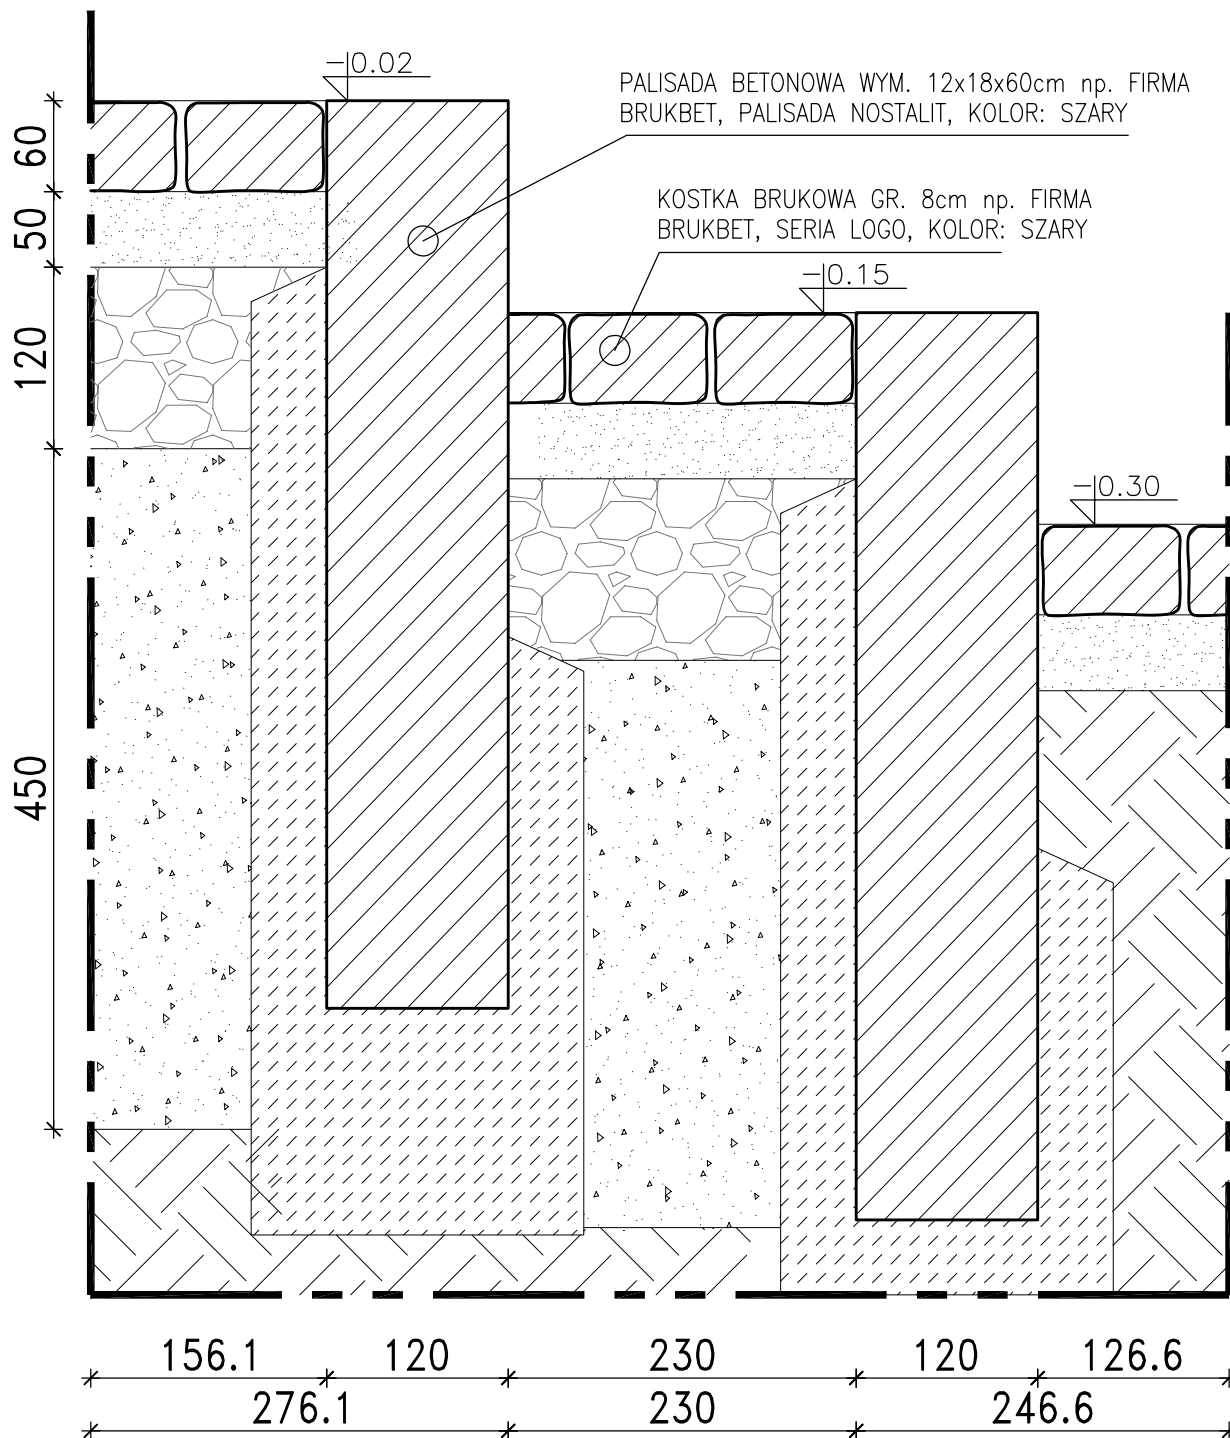 -0.02
PALISADA BETONOWA WYM. 12x18x60cm np. FIRMA
BRUKBET, PALISADA NOSTALIT, KOLOR: SZARY
KOSTKA BRUKOWA GR. 8cm np. FIRMA
BRUKBET, SERIA LOGO, KOLOR: SZARY
-0.15
-0.30
60
50
120
450
156.1 120 230 120 126.6
276.1 230 246.6